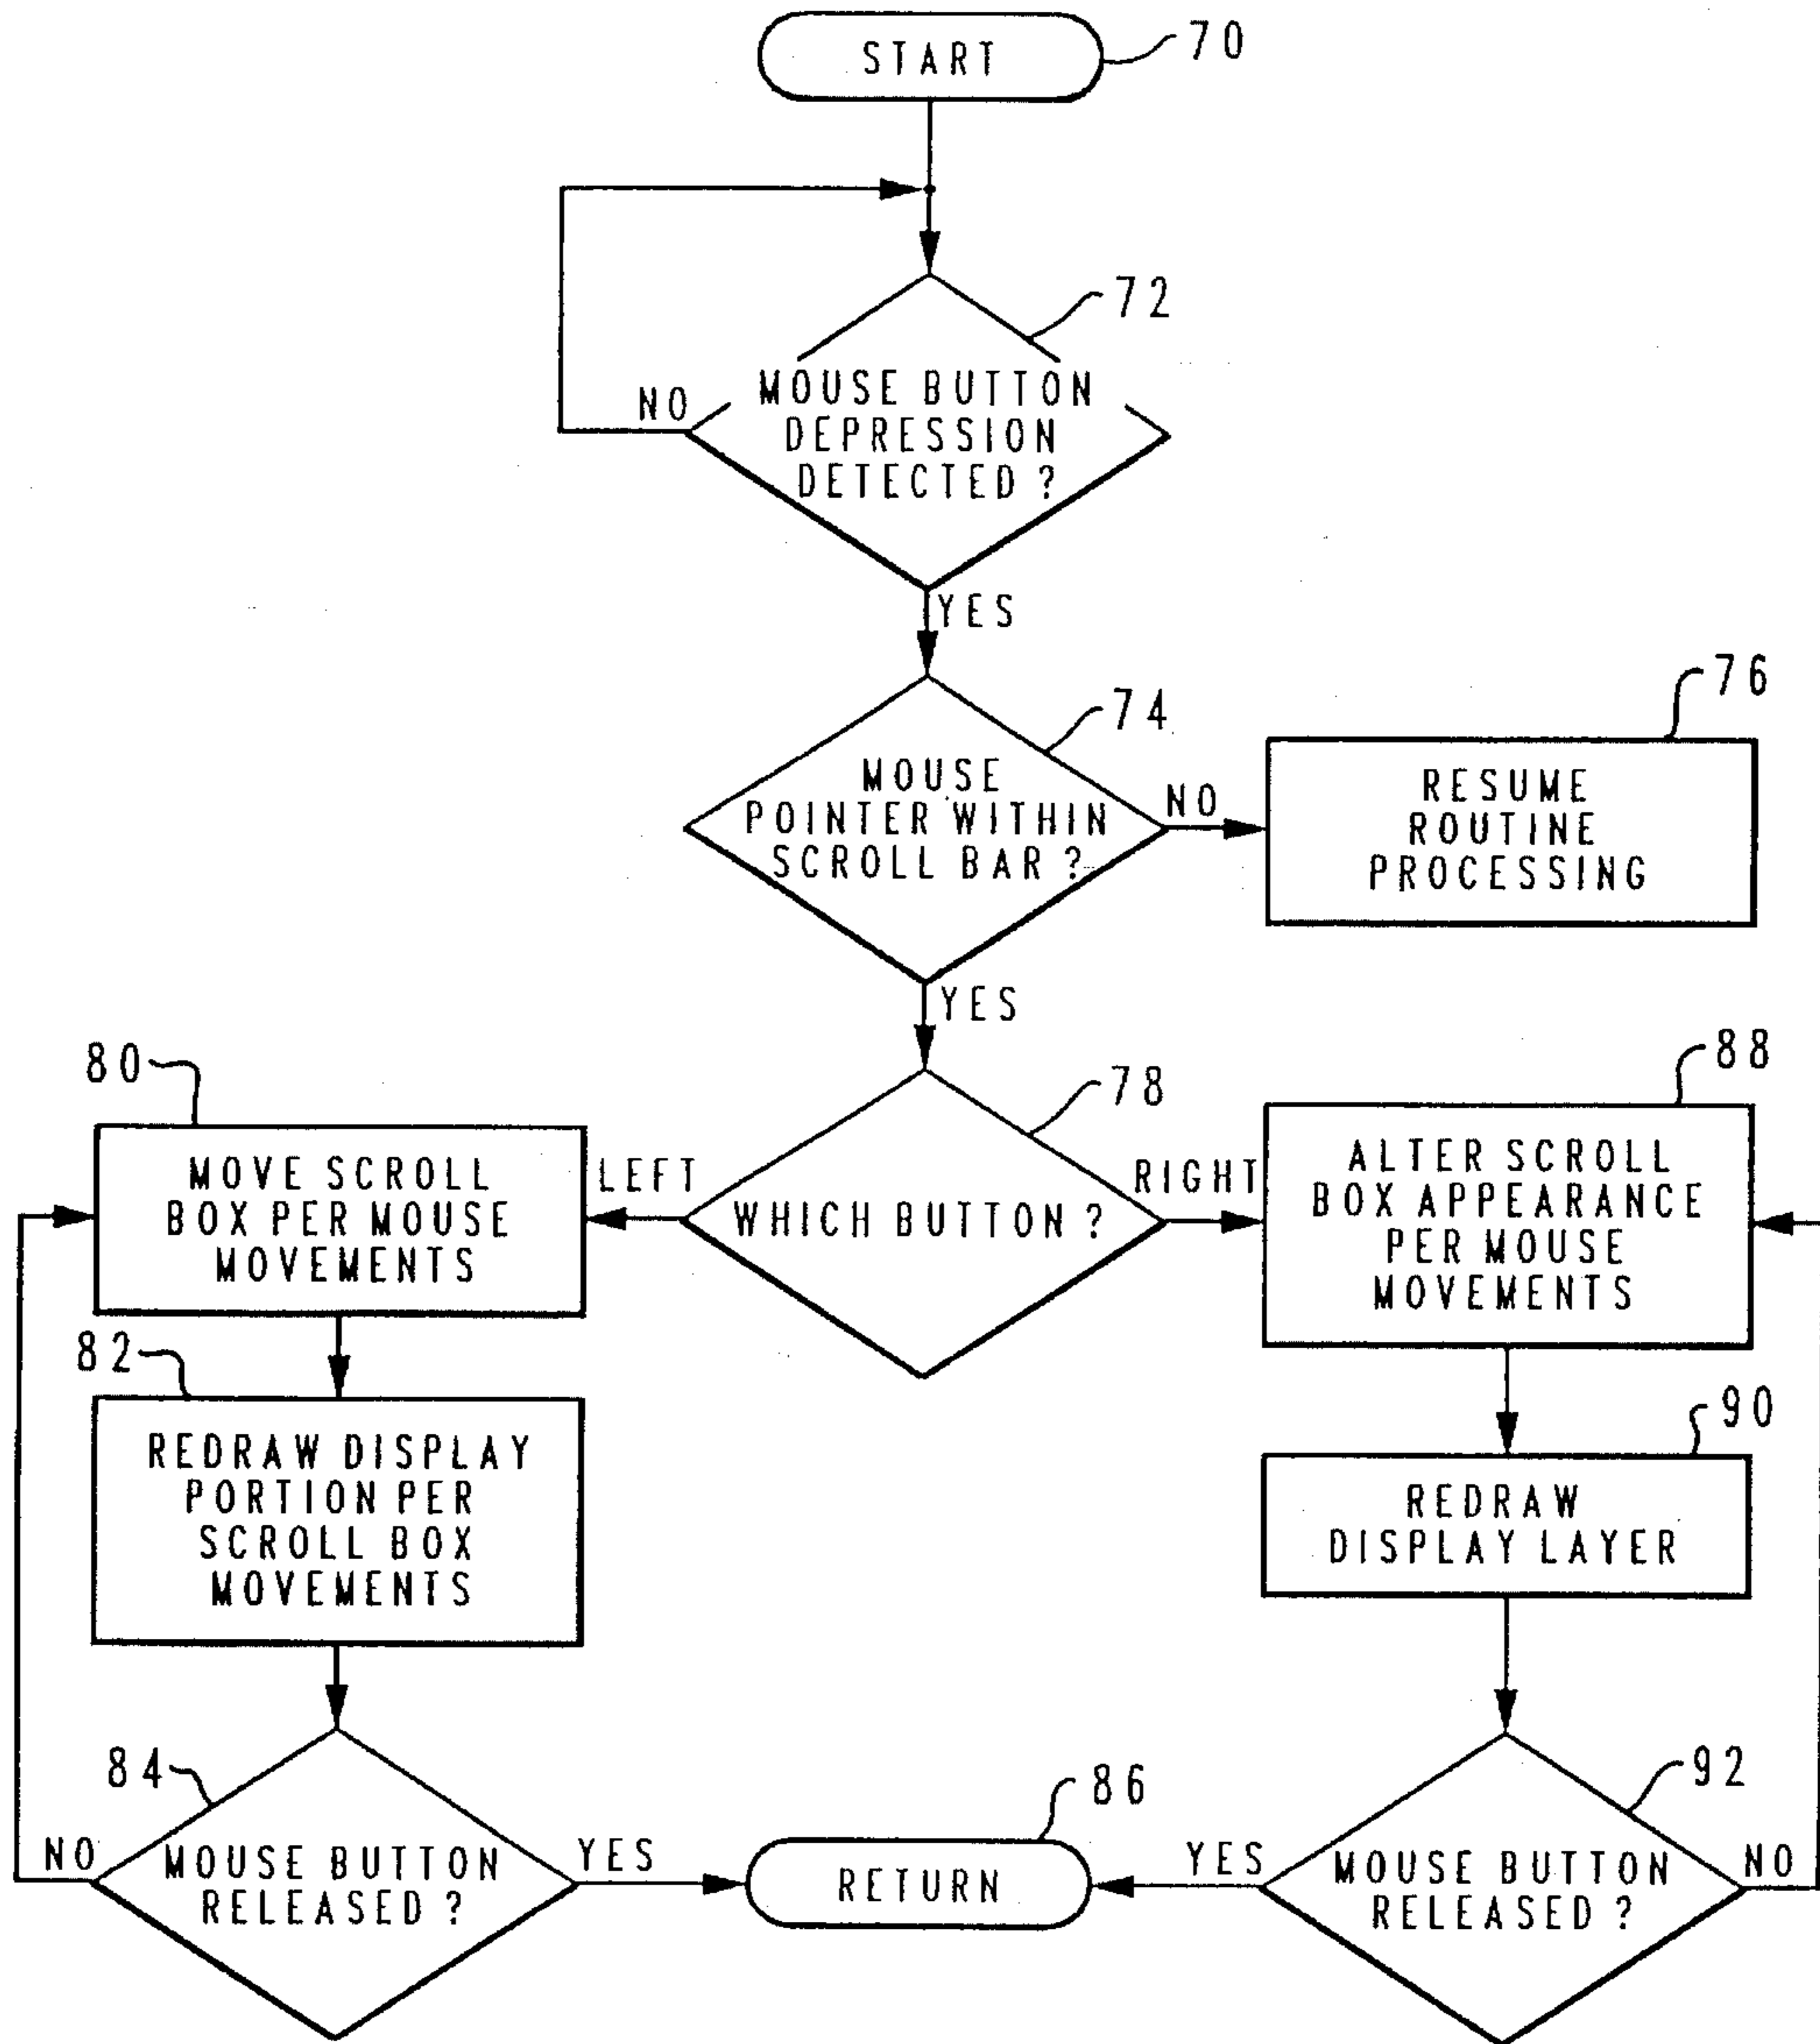 START
70
72
MOUSE BUTTON
DEPRESSION
DETECTED ?
NO
YES
74
MOUSE
POINTER WITHIN
SCROLL BAR ?
NO
76
RESUME
ROUTINE
PROCESSING
YES
78
WHICH BUTTON ?
LEFT
RIGHT
80
MOVE SCROLL
BOX PER MOUSE
MOVEMENTS
88
ALTER SCROLL
BOX APPEARANCE
PER MOUSE
MOVEMENTS
82
REDRAW DISPLAY
PORTION PER
SCROLL BOX
MOVEMENTS
90
REDRAW
DISPLAY LAYER
84
MOUSE BUTTON
RELEASED ?
NO
YES
86
RETURN
92
MOUSE BUTTON
RELEASED ?
YES
NO